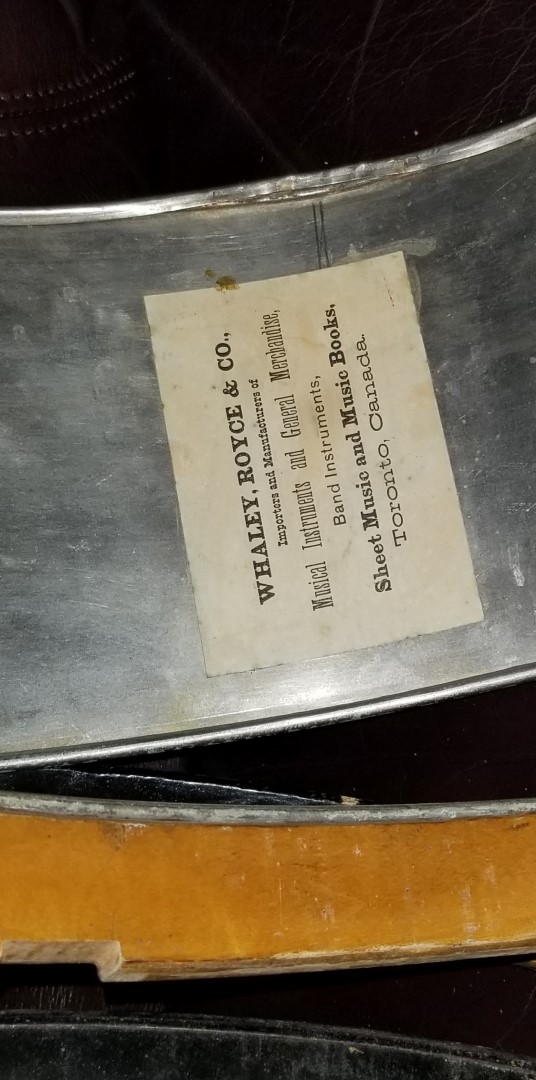 WHALEY, ROYCE & CO.,
Importers and Manufacturers of
Musical Instruments and General Merchandise,
Band Instruments,
Sheet Music and Music Books,
Toronto, Canada.